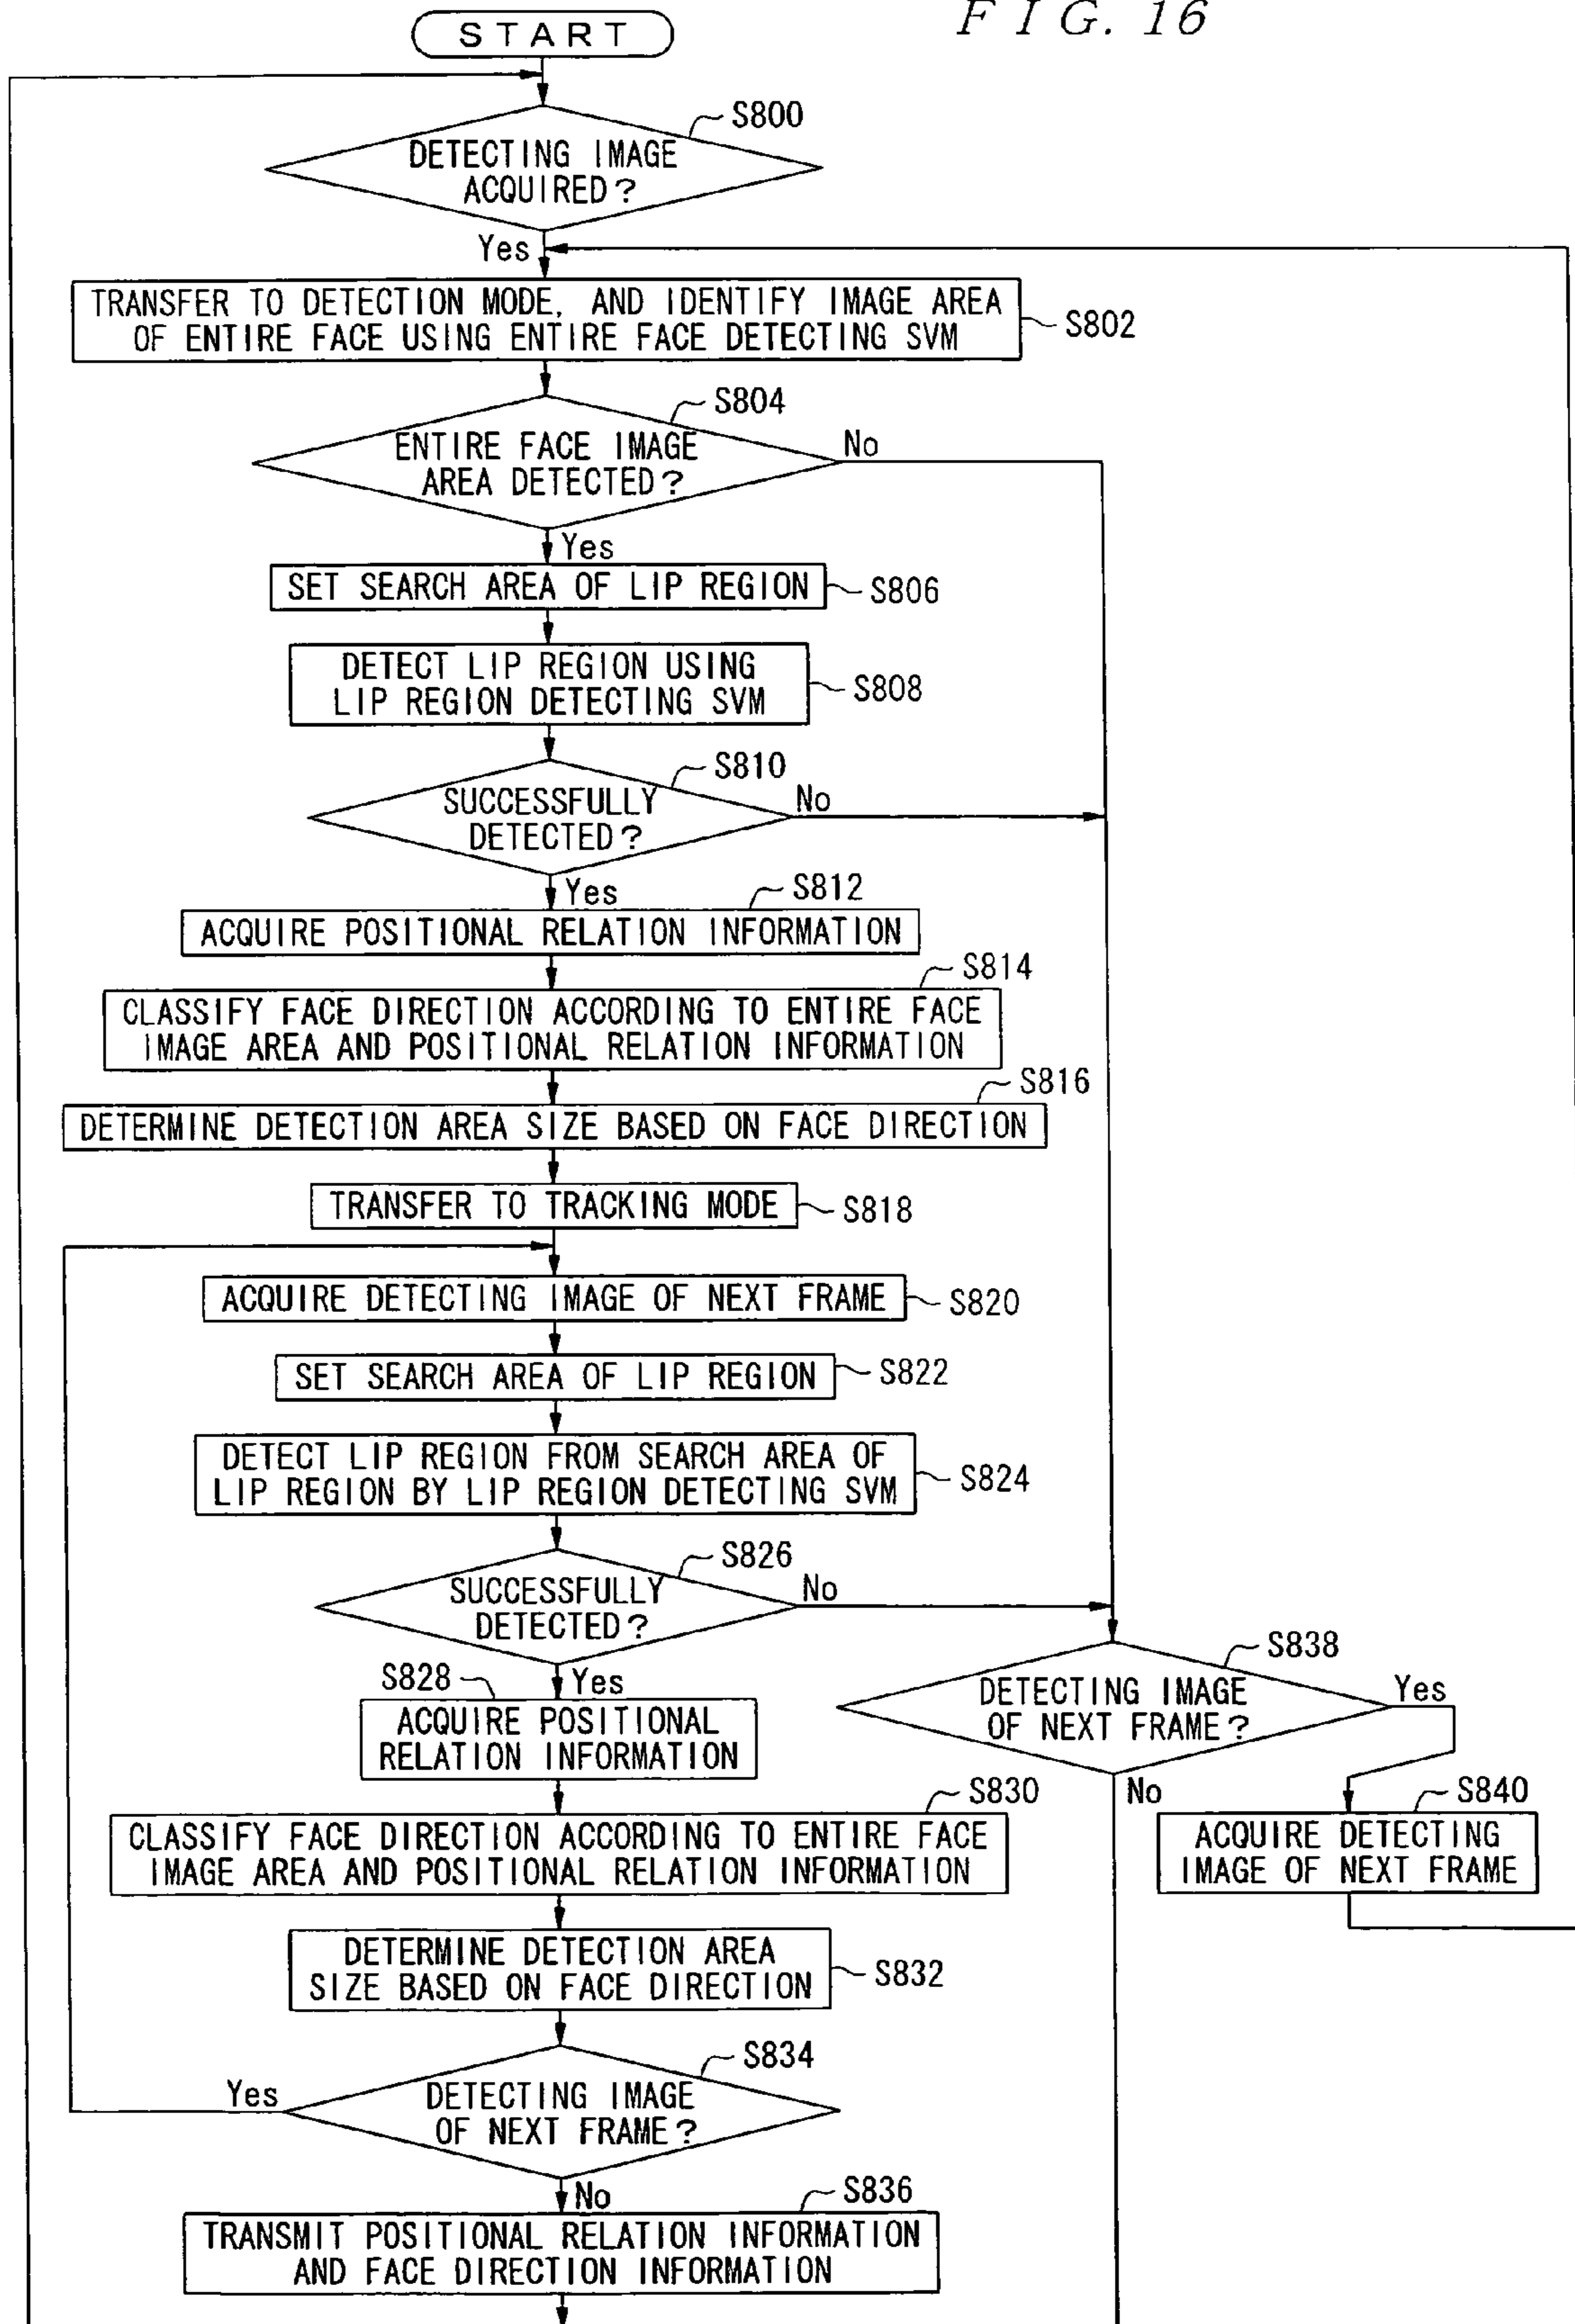 FIG. 16
START
S800
DETECTING IMAGE
ACQUIRED?
Yes
TRANSFER TO DETECTION MODE, AND IDENTIFY IMAGE AREA
OF ENTIRE FACE USING ENTIRE FACE DETECTING SVM
S802
S804
ENTIRE FACE IMAGE
AREA DETECTED?
No
Yes
SET SEARCH AREA OF LIP REGION
S806
DETECT LIP REGION USING
LIP REGION DETECTING SVM
S808
S810
SUCCESSFULLY
DETECTED?
No
Yes
S812
ACQUIRE POSITIONAL RELATION INFORMATION
S814
CLASSIFY FACE DIRECTION ACCORDING TO ENTIRE FACE
IMAGE AREA AND POSITIONAL RELATION INFORMATION
S816
DETERMINE DETECTION AREA SIZE BASED ON FACE DIRECTION
TRANSFER TO TRACKING MODE
S818
ACQUIRE DETECTING IMAGE OF NEXT FRAME
S820
SET SEARCH AREA OF LIP REGION
S822
DETECT LIP REGION FROM SEARCH AREA OF
LIP REGION BY LIP REGION DETECTING SVM
S824
S826
SUCCESSFULLY
DETECTED?
No
Yes
S828
ACQUIRE POSITIONAL
RELATION INFORMATION
S838
DETECTING IMAGE
OF NEXT FRAME?
Yes
No
S840
ACQUIRE DETECTING
IMAGE OF NEXT FRAME
S830
CLASSIFY FACE DIRECTION ACCORDING TO ENTIRE FACE
IMAGE AREA AND POSITIONAL RELATION INFORMATION
DETERMINE DETECTION AREA
SIZE BASED ON FACE DIRECTION
S832
S834
DETECTING IMAGE
OF NEXT FRAME?
Yes
No
S836
TRANSMIT POSITIONAL RELATION INFORMATION
AND FACE DIRECTION INFORMATION